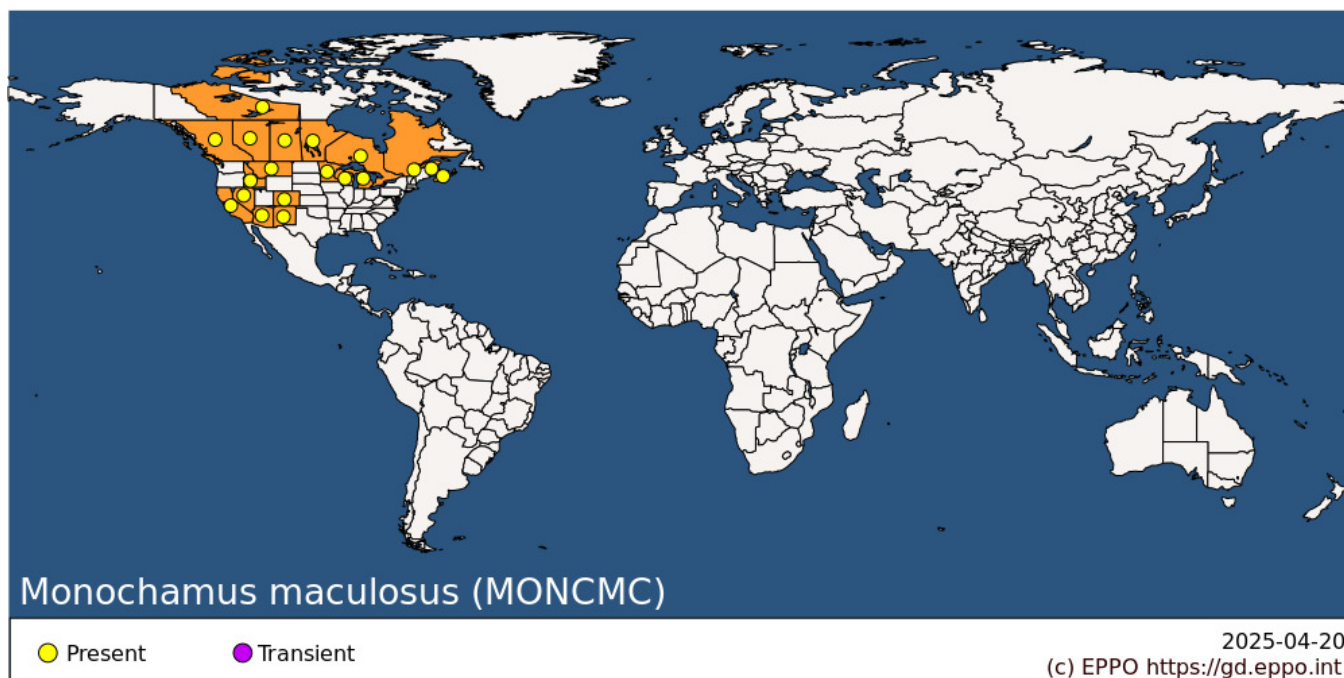 Monochamus maculosus (MONCMC)
Present
Transient
2025-04-20
(c) EPPO https://gd.eppo.int